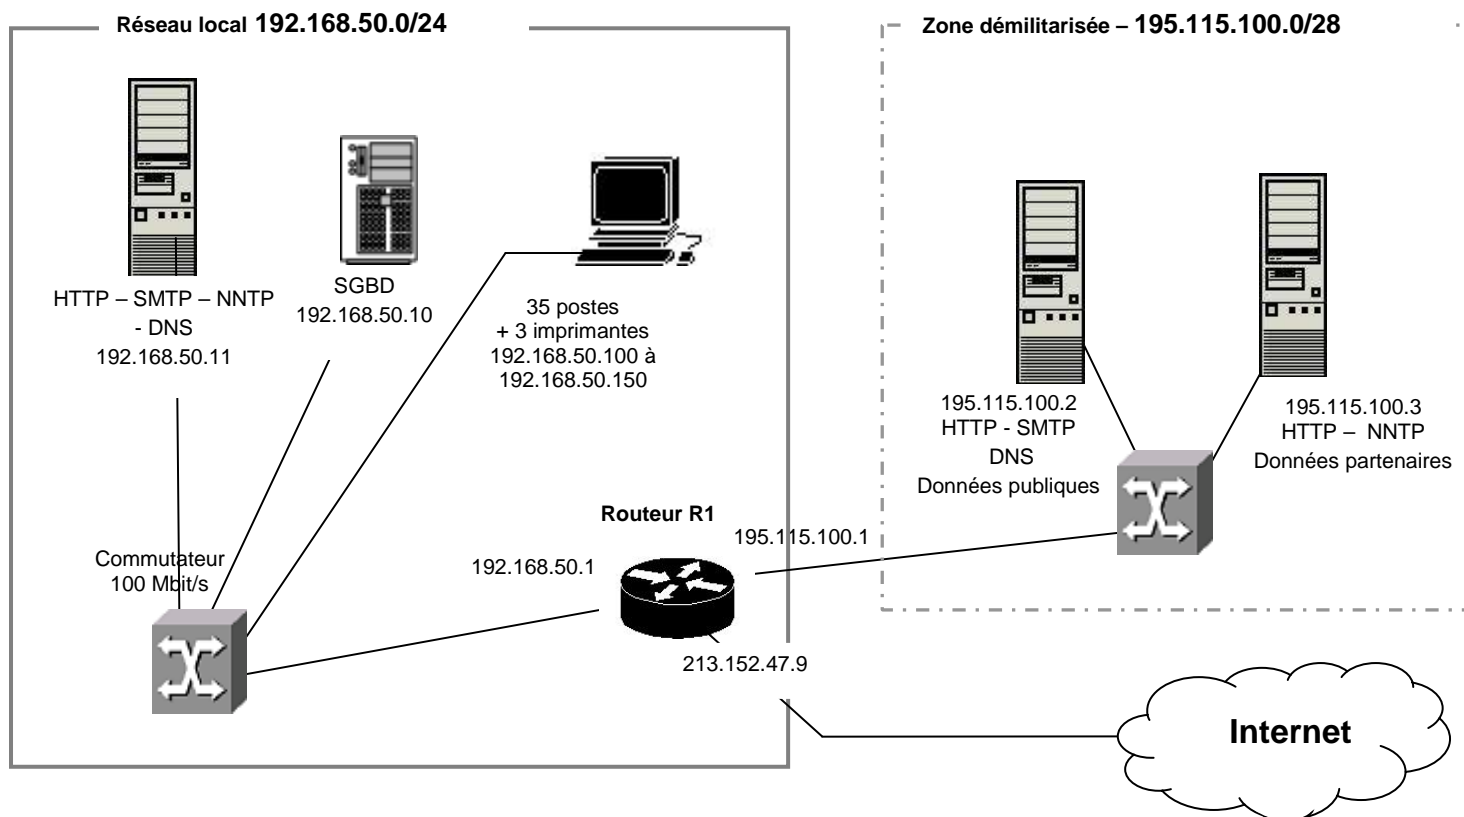 Réseau local 192.168.50.0/24
Zone démilitarisée – 195.115.100.0/28
HTTP – SMTP – NNTP
- DNS
192.168.50.11
SGBD
192.168.50.10
35 postes
+ 3 imprimantes
192.168.50.100 à
192.168.50.150
195.115.100.2
HTTP - SMTP
DNS
Données publiques
195.115.100.3
HTTP – NNTP
Données partenaires
Commutateur
100 Mbit/s
Routeur R1
192.168.50.1
195.115.100.1
213.152.47.9
Internet